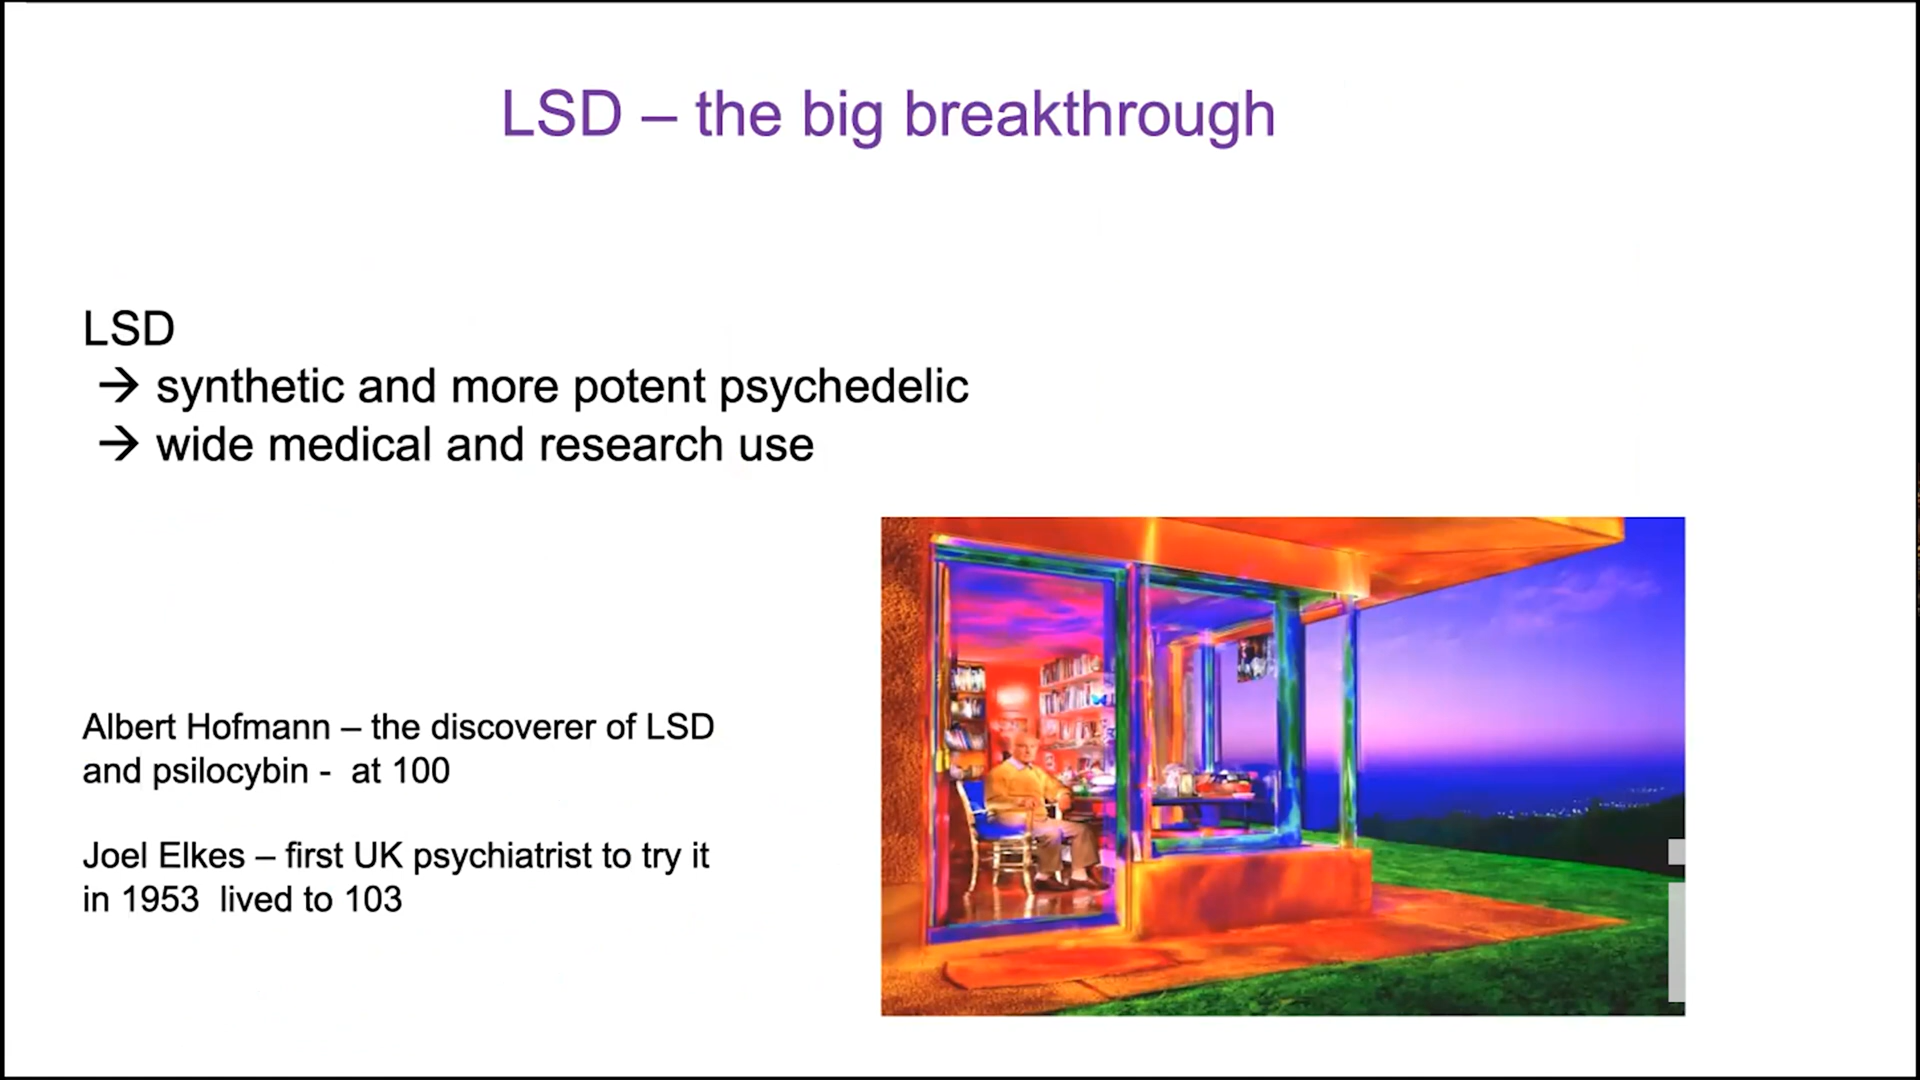 LSD – the big breakthrough
LSD
→ synthetic and more potent psychedelic
→ wide medical and research use
Albert Hofmann – the discoverer of LSD
and psilocybin -  at 100
Joel Elkes – first UK psychiatrist to try it
in 1953  lived to 103
i